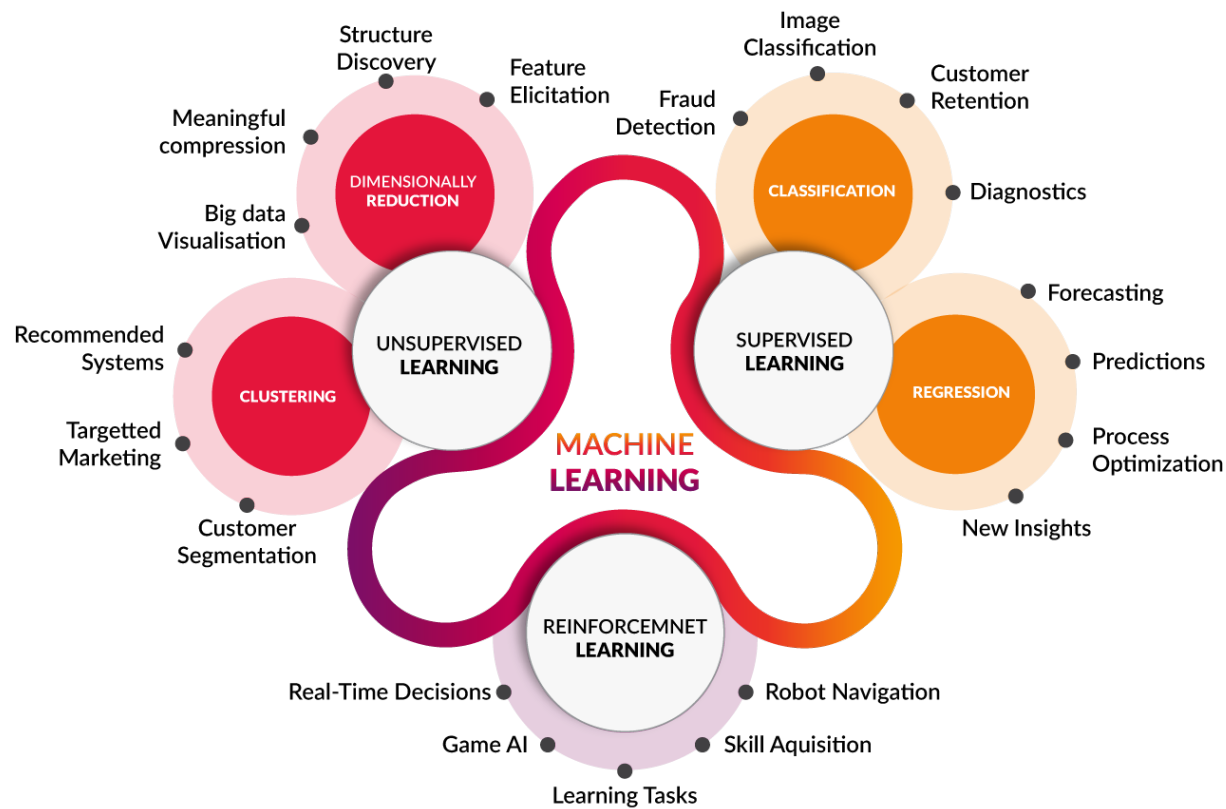 Structure
Discovery
Feature
Elicitation
Meaningful
compression
Big data
Visualisation
DIMENSIONALLY
REDUCTION
Recommended
Systems
Targetted
Marketing
Customer
Segmentation
CLUSTERING
UNSUPERVISED
LEARNING
Image
Classification
Customer
Retention
Fraud
Detection
Diagnostics
CLASSIFICATION
SUPERVISED
LEARNING
Forecasting
Predictions
Process
Optimization
New Insights
REGRESSION
MACHINE
LEARNING
REINFORCEMNET
LEARNING
Real-Time Decisions
Robot Navigation
Game AI
Skill Aquisition
Learning Tasks